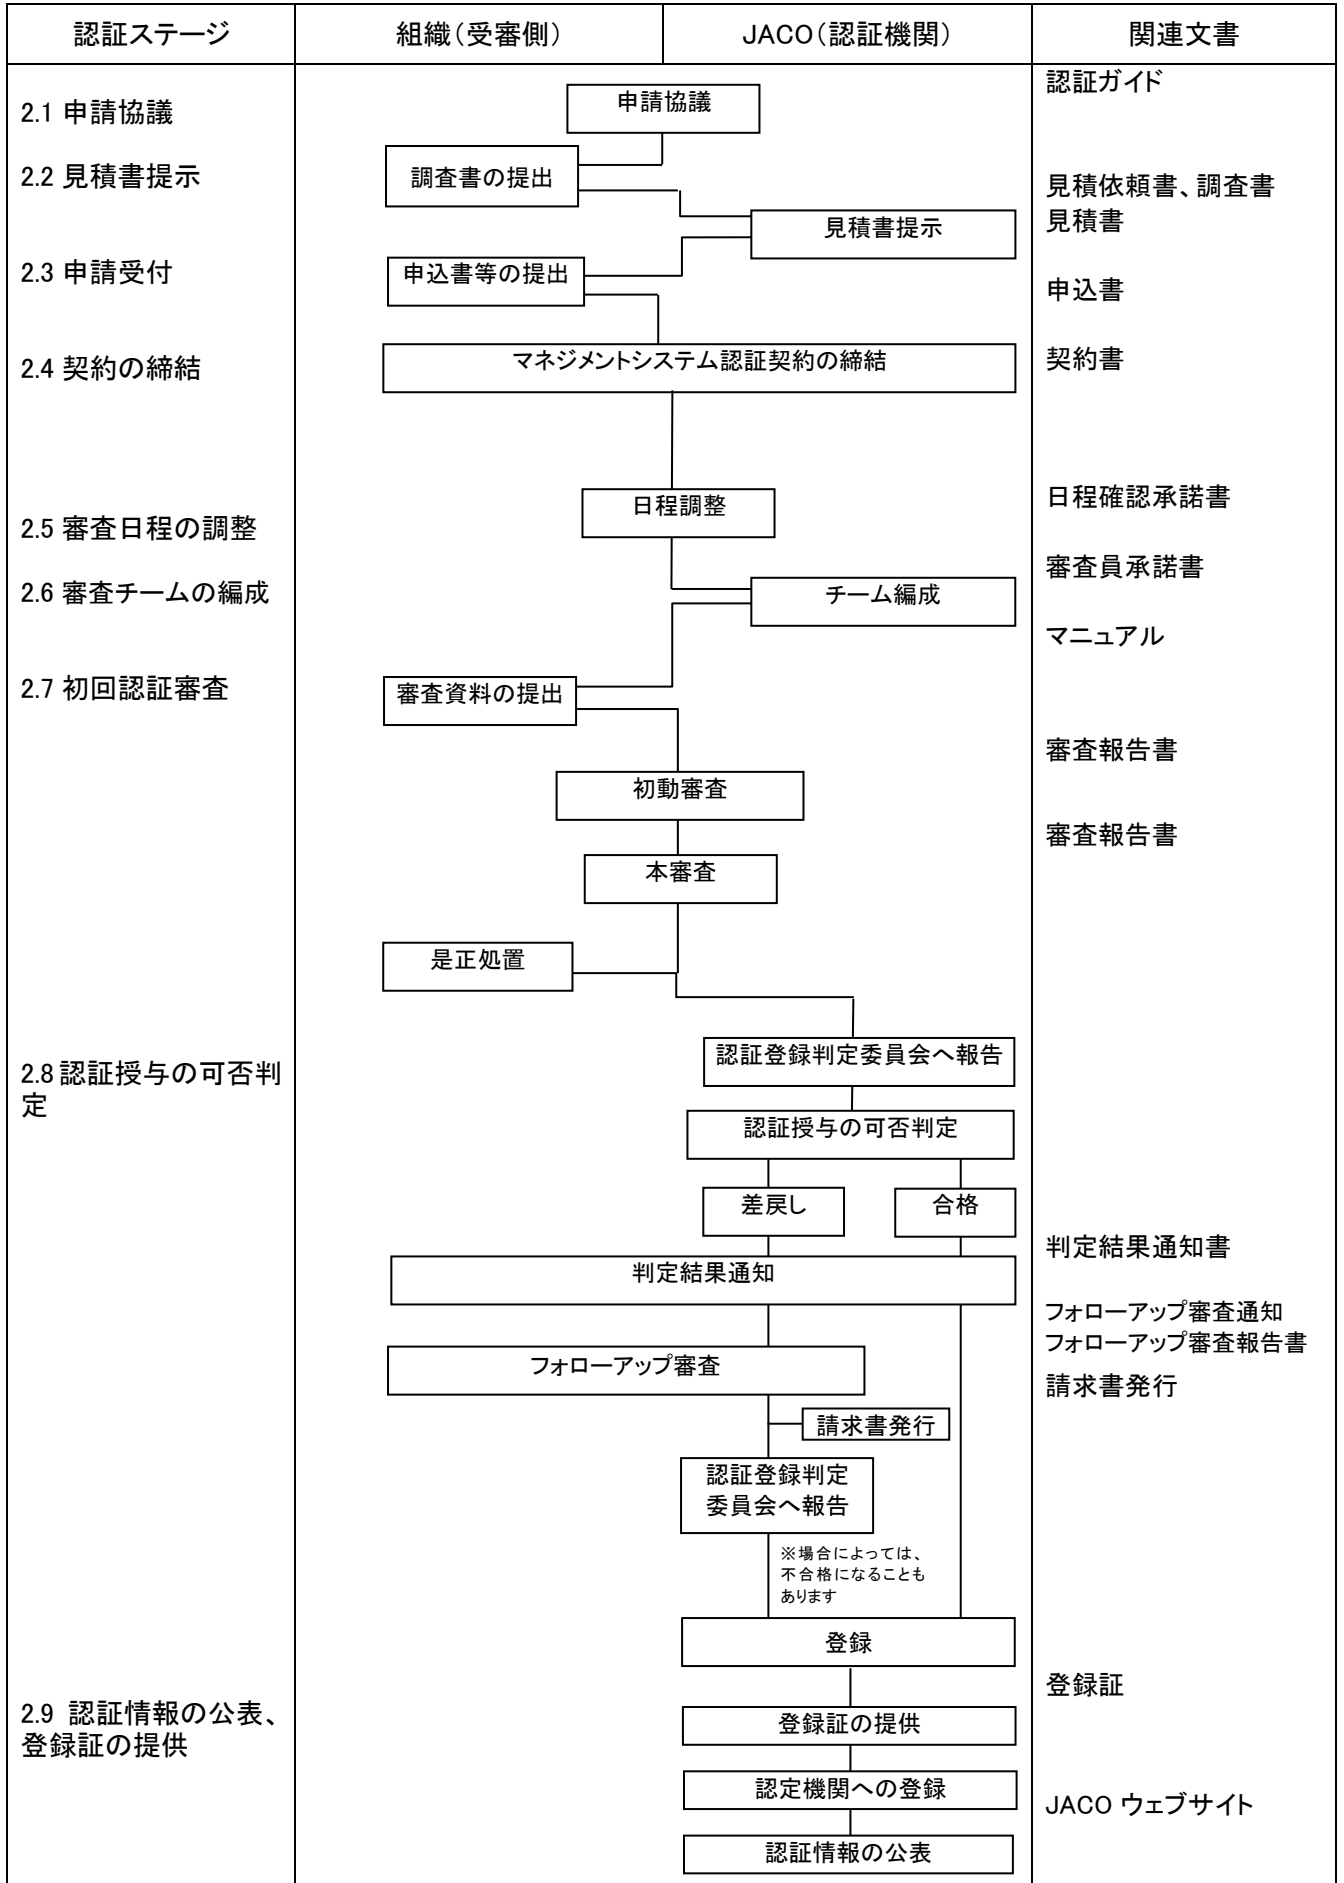 認証ステージ
組織（受審側）
JACO（認証機関）
関連文書
2.1 申請協議
申請協議
認証ガイド
2.2 見積書提示
調査書の提出
見積依頼書、調査書
見積書提示
見積書
2.3 申請受付
申込書等の提出
申込書
2.4 契約の締結
マネジメントシステム認証契約の締結
契約書
日程調整
日程確認承諾書
2.5 審査日程の調整
審査員承諾書
2.6 審査チームの編成
チーム編成
マニュアル
2.7 初回認証審査
審査資料の提出
審査報告書
初動審査
審査報告書
本審査
是正処置
認証登録判定委員会へ報告
2.8 認証授与の可否判
定
認証授与の可否判定
差戻し
合格
判定結果通知書
判定結果通知
フォローアップ審査通知
フォローアップ審査報告書
フォローアップ審査
請求書発行
請求書発行
認証登録判定
委員会へ報告
※場合によっては、
不合格になることも
あります
登録
登録証
2.9 認証情報の公表、
登録証の提供
登録証の提供
認定機関への登録
JACO ウェブサイト
認証情報の公表